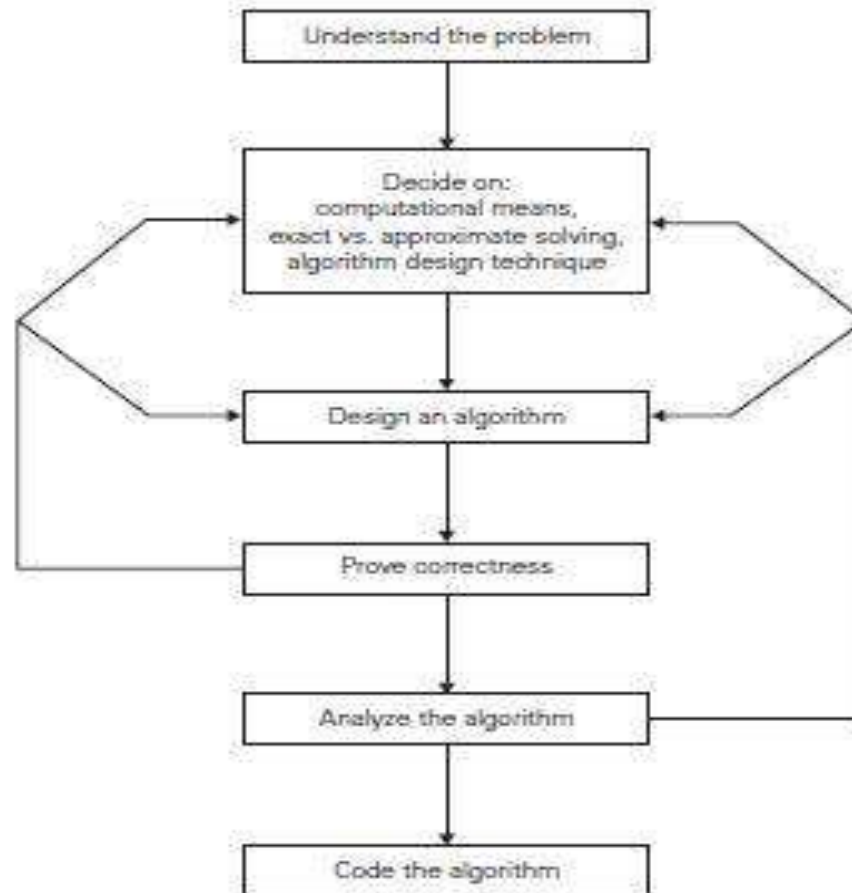 Understand the problem
Decide on:
computational means,
exact vs. approximate solving,
algorithm design technique
Design an algorithm
Prove correctness
Analyze the algorithm
Code the algorithm